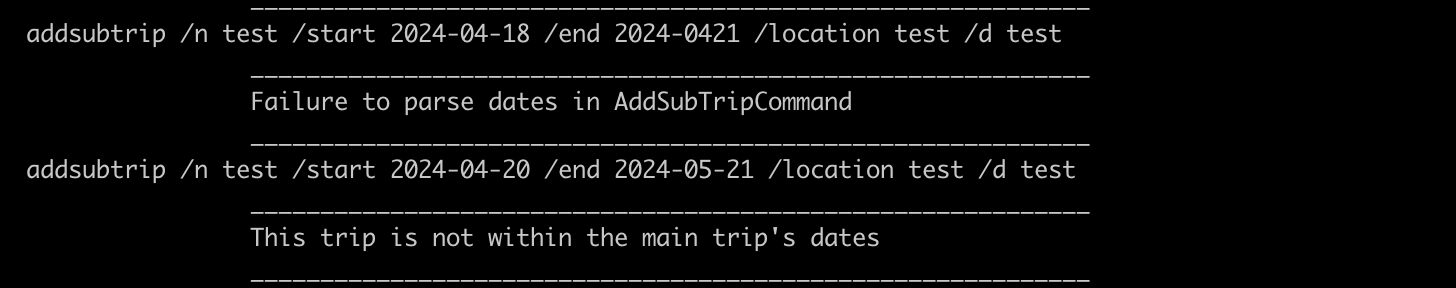 ____________________________________________________________
addsubtrip /n test /start 2024-04-18 /end 2024-0421 /location test /d test
____________________________________________________________
Failure to parse dates in AddSubTripCommand
____________________________________________________________
addsubtrip /n test /start 2024-04-20 /end 2024-05-21 /location test /d test
____________________________________________________________
This trip is not within the main trip's dates
____________________________________________________________